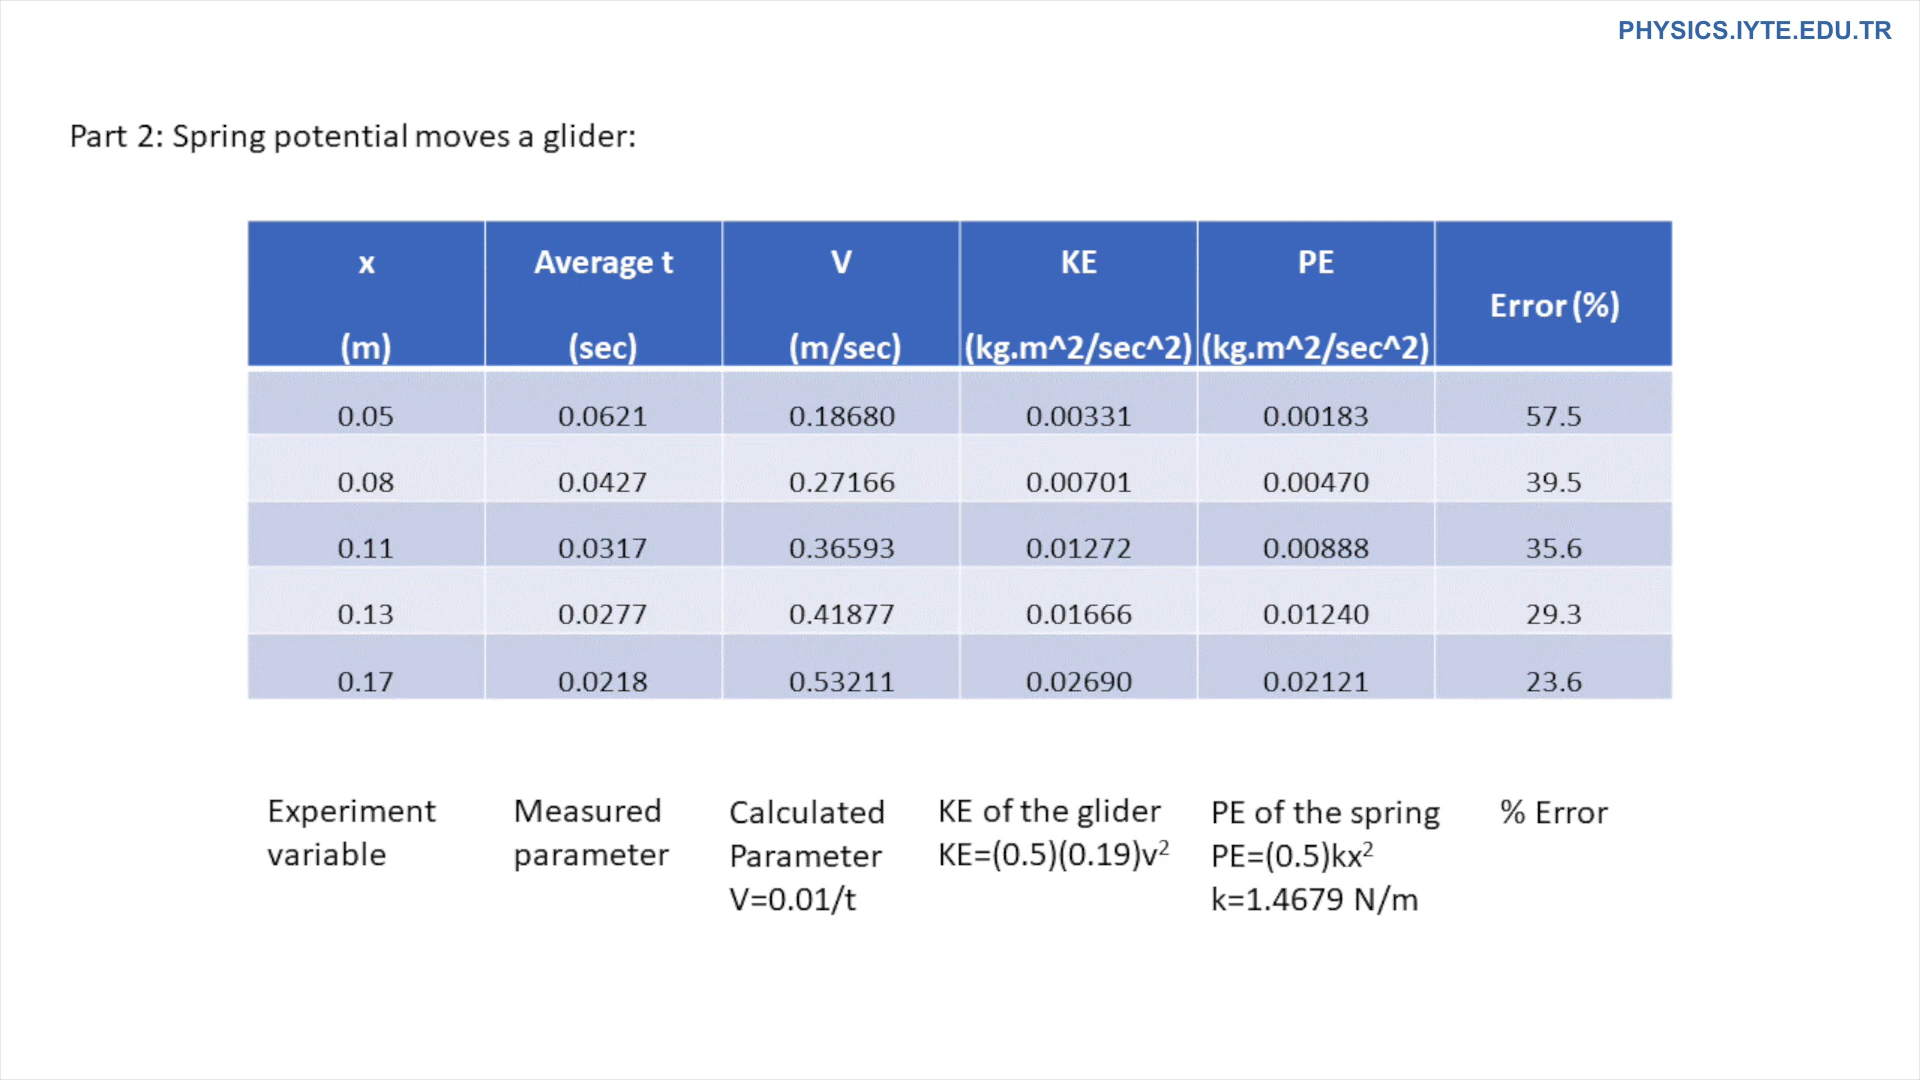 PHYSICS.IYTE.EDU.TR
Part 2: Spring potential moves a glider:
x Average t V KE PE
Error (%)
(m) (sec) (m/sec) (kg.m^2/sec^2) (kg.m^2/sec^2)
0.05 0.0621 0.18680 0.00331 0.00183 57.5
0.08 0.0427 0.27166 0.00701 0.00470 39.5
0.11 0.0317 0.36593 0.01272 0.00888 35.6
0.13 0.0277 0.41877 0.01666 0.01240 29.3
0.17 0.0218 0.53211 0.02690 0.02121 23.6
Experiment
variable
Measured
parameter
Calculated
Parameter
V=0.01/t
KE of the glider
KE=(0.5)(0.19)v²
PE of the spring
PE=(0.5)kx²
k=1.4679 N/m
% Error